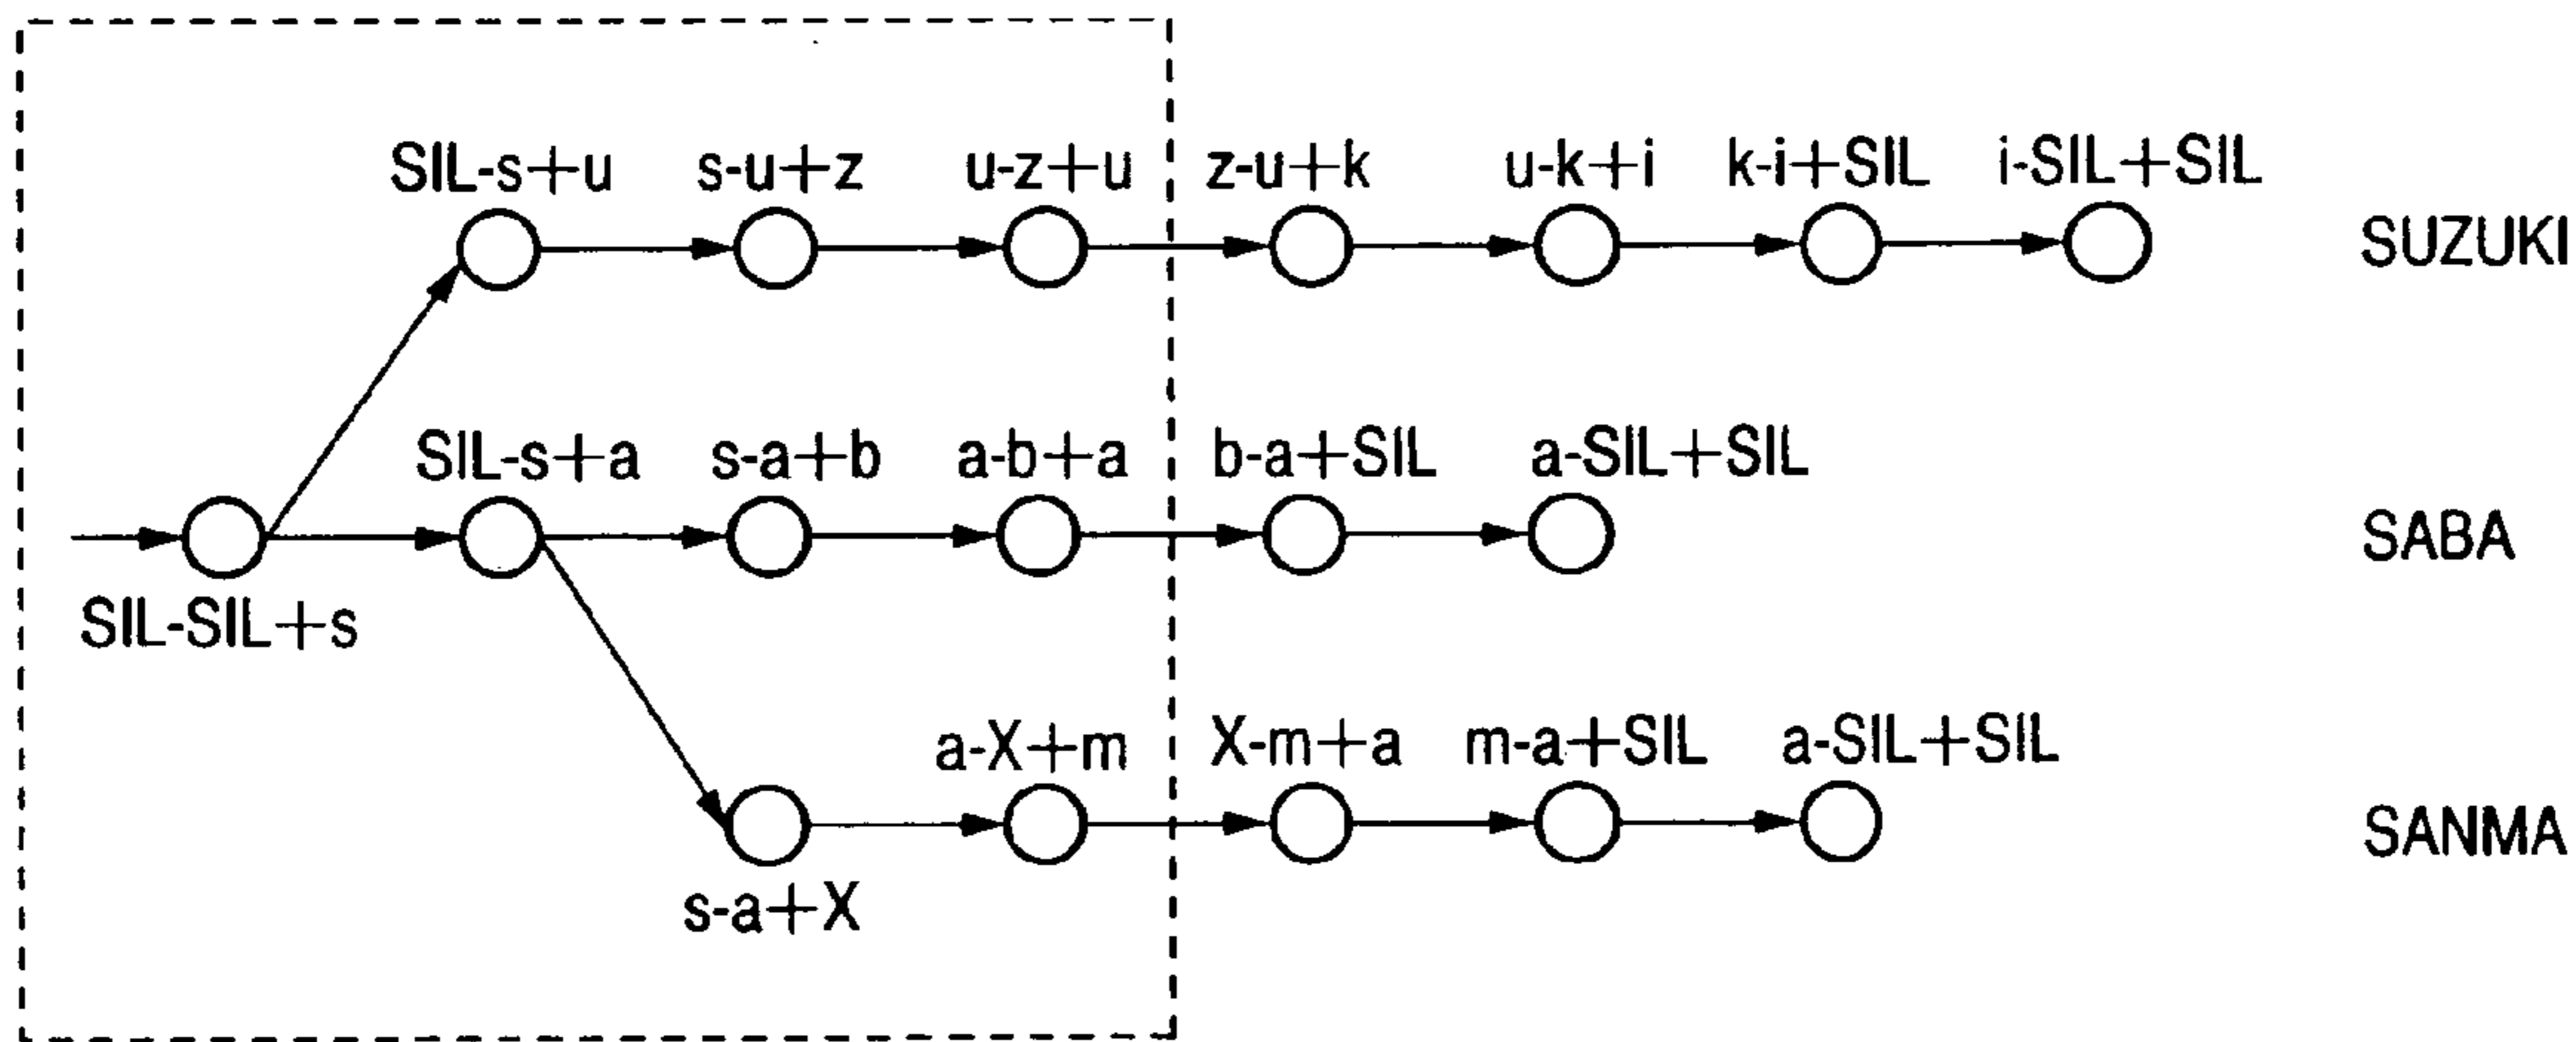 SIL-s+u s-u+z u-z+u z-u+k u-k+i k-i+SIL i-SIL+SIL
SUZUKI
SIL-s+a s-a+b a-b+a b-a+SIL a-SIL+SIL
SABA
SIL-SIL+s
a-X+m X-m+a m-a+SIL a-SIL+SIL
SANMA
s-a+X